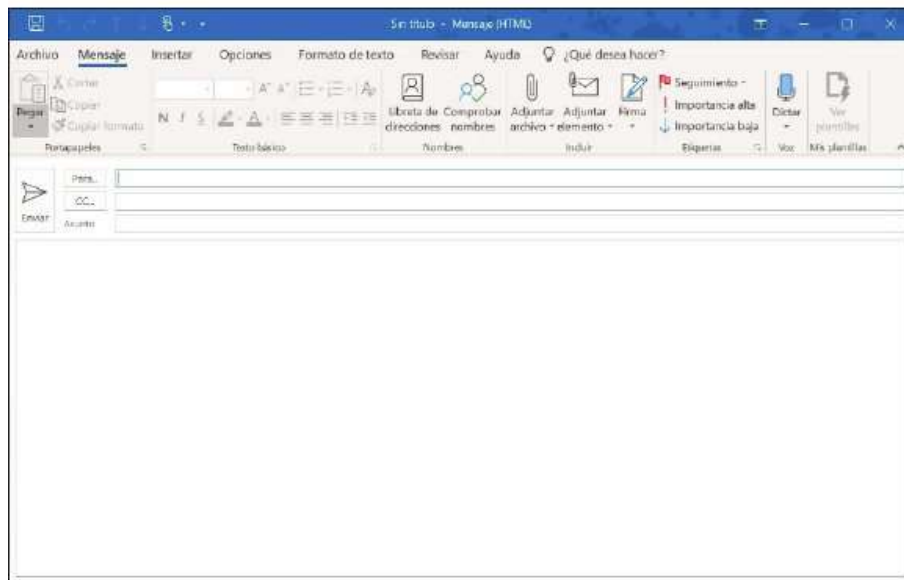 Sin título - Mensaje (HTML)
Archivo Mensaje Insertar Opciones Formato de texto Revisar Ayuda ¿Qué desea hacer?
Pegar
Cortar
Copiar
Copiar formato
Portapapeles
N
Texto básico
Libreta de direcciones
Comprobar nombres
Nombres
Adjuntar archivo
Adjuntar elemento
Firma
Incluir
Seguimiento
Importancia alta
Importancia baja
Etiquetas
Dictar
Voz
Ver plantillas
Mis plantillas
Enviar
Para...
CC...
Asunto